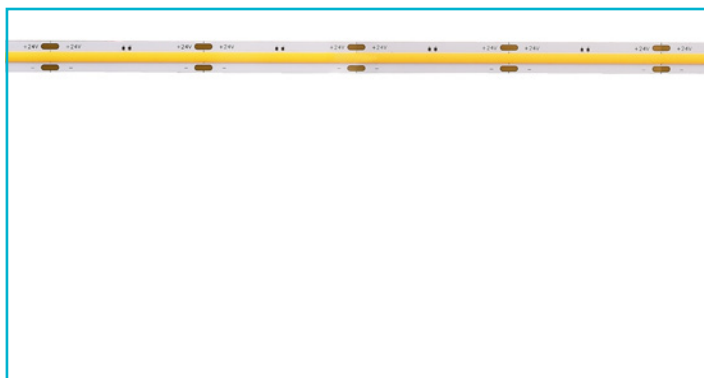 +24V +24V +24V +24V +24V +24V +24V +24V +24V +24V
- - - - - - - - - -